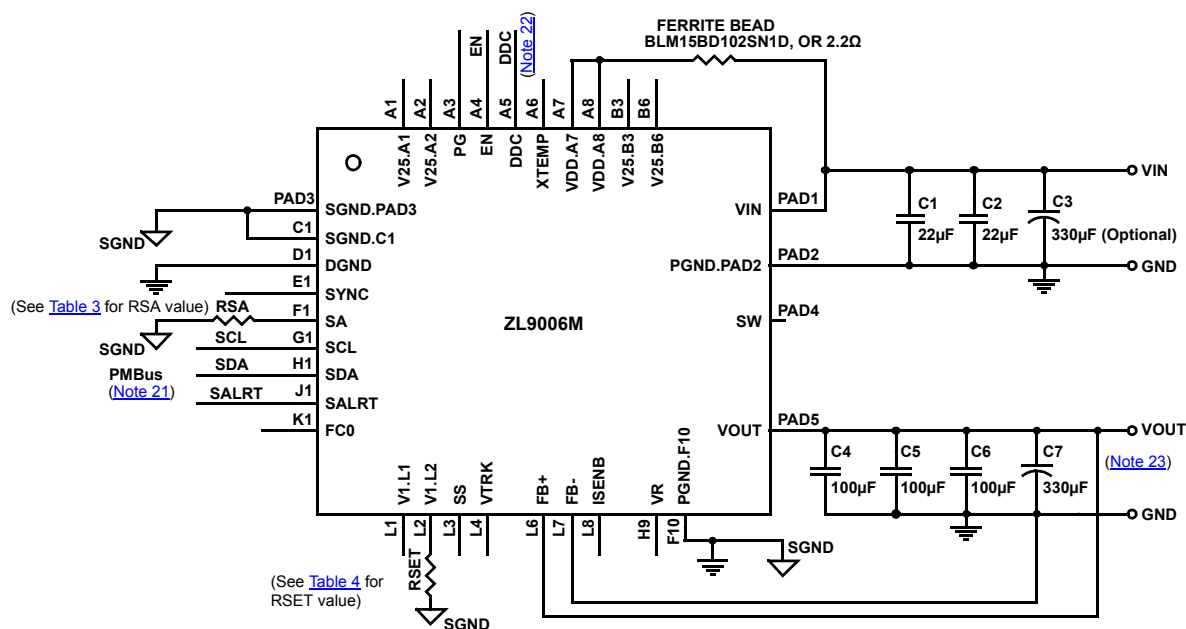 FERRITE BEAD
BLM15BD102SN1D, OR 2.2Ω
EN
DDC
(Note 22)
A1
A2
A3
A4
A5
A6
A7
A8
B3
B6
V25.A1
V25.A2
PG
EN
DDC
XTEMP
VDD.A7
VDD.A8
V25.B3
V25.B6
PAD3
SGND.PAD3
SGND
C1
SGND.C1
D1
DGND
E1
SYNC
(See Table 3 for RSA value)
RSA
F1
SA
SGND
SCL
G1
SCL
PMBus
(Note 21)
SDA
H1
SDA
SALRT
J1
SALRT
K1
FC0
ZL9006M
VIN
PAD1
PGND.PAD2
PAD2
SW
PAD4
VOUT
PAD5
VIN
C1
22µF
C2
22µF
C3
330µF (Optional)
GND
VOUT
(Note 23)
C4
100µF
C5
100µF
C6
100µF
C7
330µF
GND
V1.L1
V1.L2
SS
VTRK
FB+
FB-
ISENB
VR
PGND.F10
L1
L2
L3
L4
L6
L7
L8
H9
F10
SGND
RSET
(See Table 4 for
RSET value)
SGND